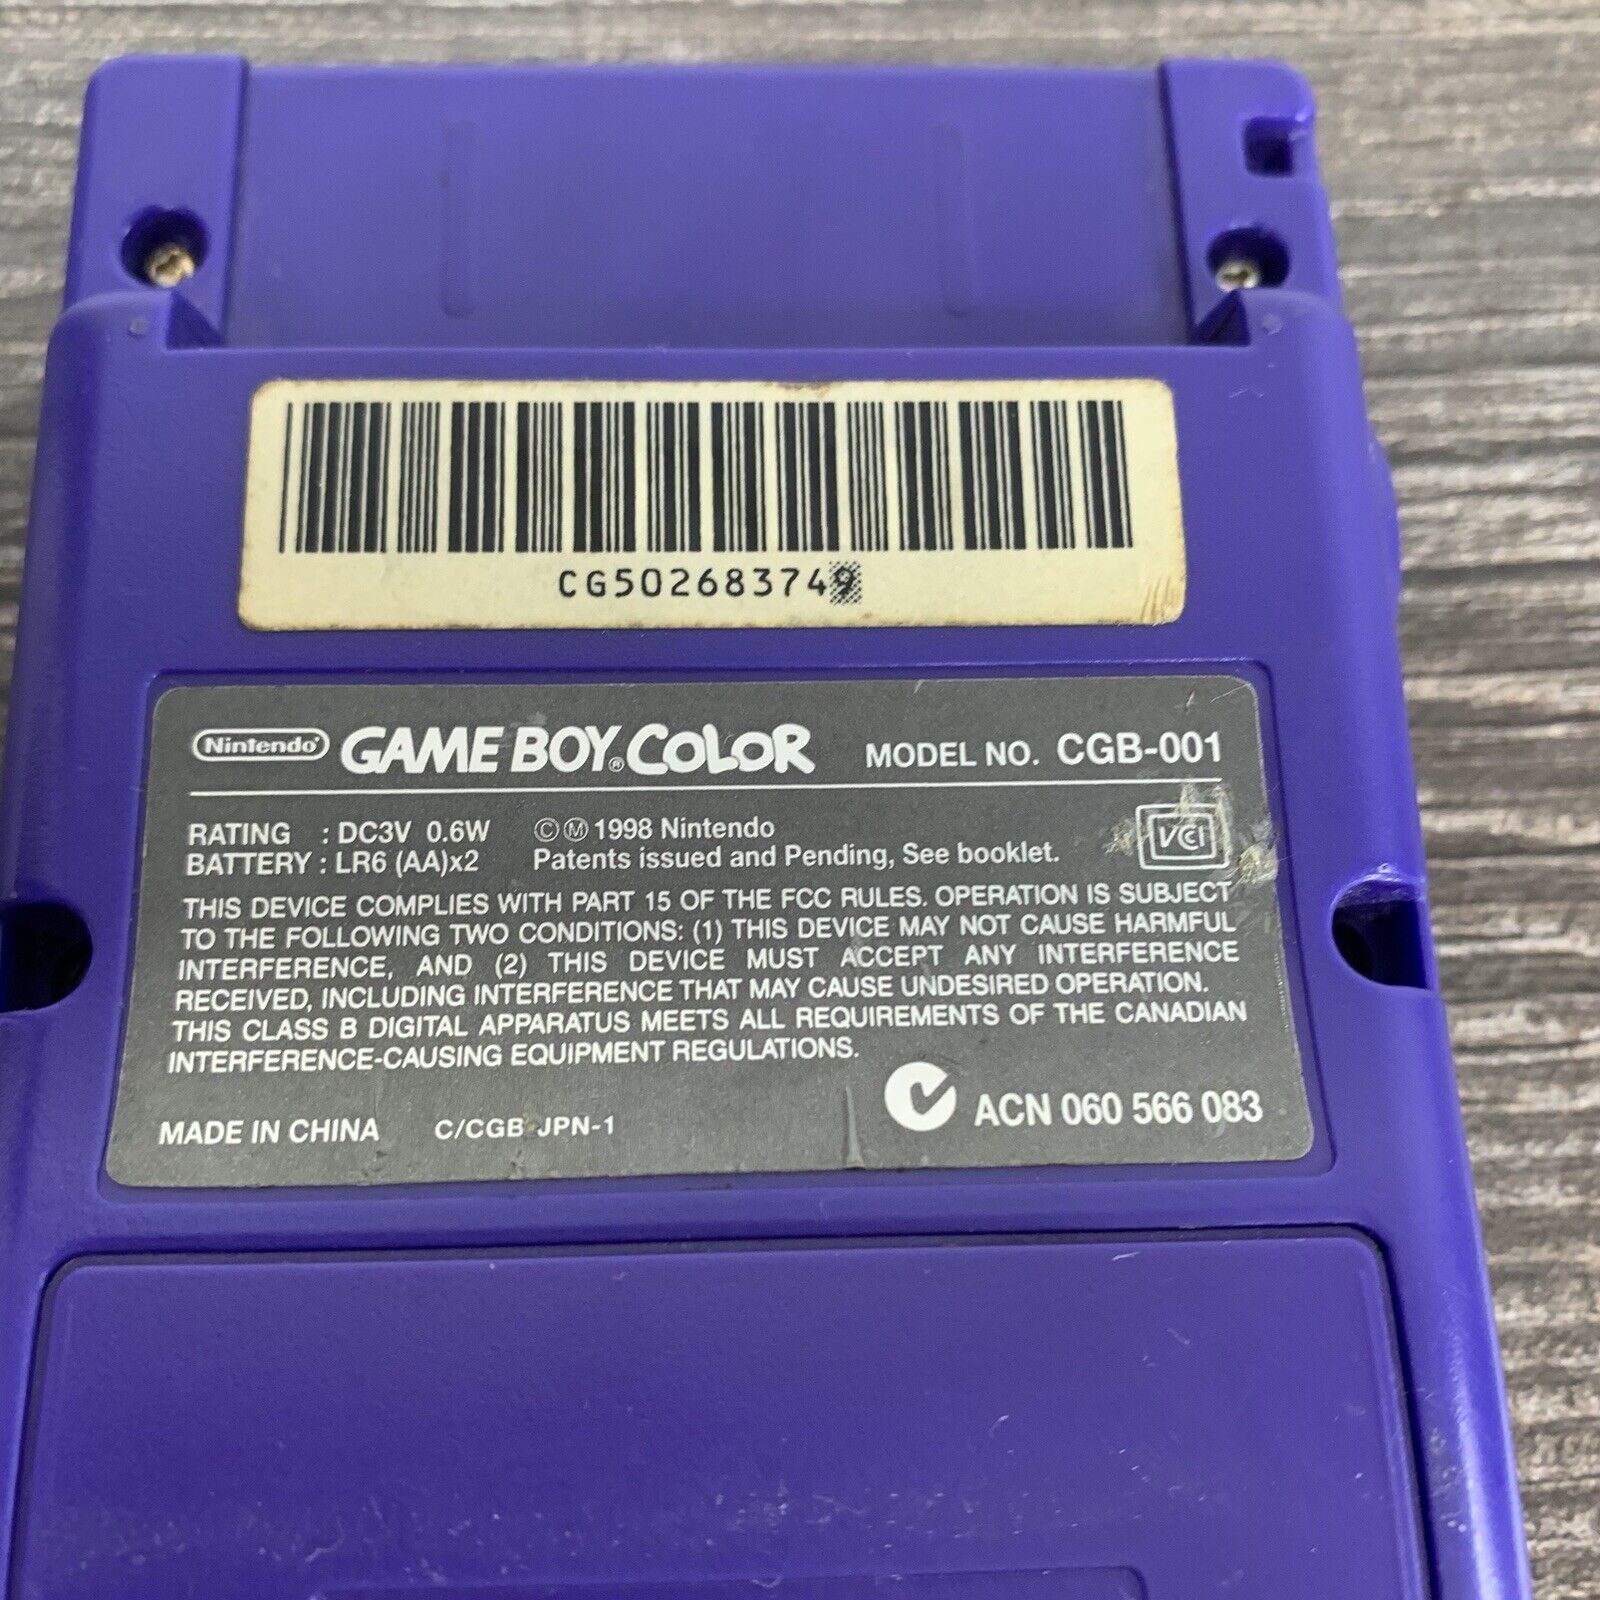 CG502683749
Nintendo GAME BOY® COLOR MODEL NO. CGB-001
RATING : DC3V 0.6W ©Ⓜ 1998 Nintendo
BATTERY : LR6 (AA)x2 Patents issued and Pending, See booklet.
VCI
THIS DEVICE COMPLIES WITH PART 15 OF THE FCC RULES. OPERATION IS SUBJECT
TO THE FOLLOWING TWO CONDITIONS: (1) THIS DEVICE MAY NOT CAUSE HARMFUL
INTERFERENCE, AND (2) THIS DEVICE MUST ACCEPT ANY INTERFERENCE
RECEIVED, INCLUDING INTERFERENCE THAT MAY CAUSE UNDESIRED OPERATION.
THIS CLASS B DIGITAL APPARATUS MEETS ALL REQUIREMENTS OF THE CANADIAN
INTERFERENCE-CAUSING EQUIPMENT REGULATIONS.
MADE IN CHINA C/CGB JPN-1 ACN 060 566 083